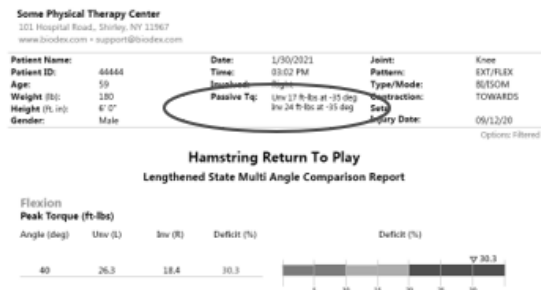 Some Physical Therapy Center
101 Hospital Road., Shirley, NY 11967
www.biodex.com • support@biodex.com
Patient Name: Date: 1/30/2021 Joint: Knee
Patient ID: 44444 Time: 03:02 PM Pattern: EXT/FLEX
Age: 59 Involved: Right Type/Mode: BI/ISOM
Weight (lb): 180 Passive Tq: Unv 17 ft-lbs at -35 deg Contraction: TOWARDS
Height (ft. in): 6' 0" Inv 24 ft-lbs at -35 deg Sets
Gender: Male Injury Date: 09/12/20
Options: Filtered
Hamstring Return To Play
Lengthened State Multi Angle Comparison Report
Flexion
Peak Torque (ft-lbs)
Angle (deg) Unv (L) Inv (R) Deficit (%) Deficit (%)
30.3
40 26.3 18.4 30.3